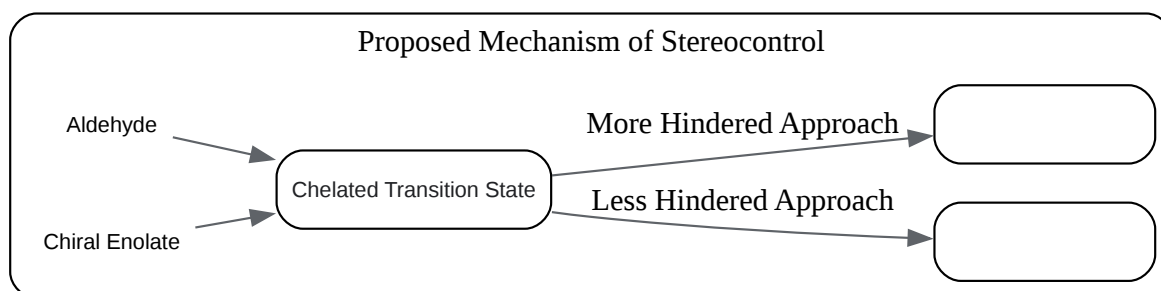 Proposed Mechanism of Stereocontrol
Aldehyde
More Hindered Approach
Chelated Transition State
Less Hindered Approach
Chiral Enolate